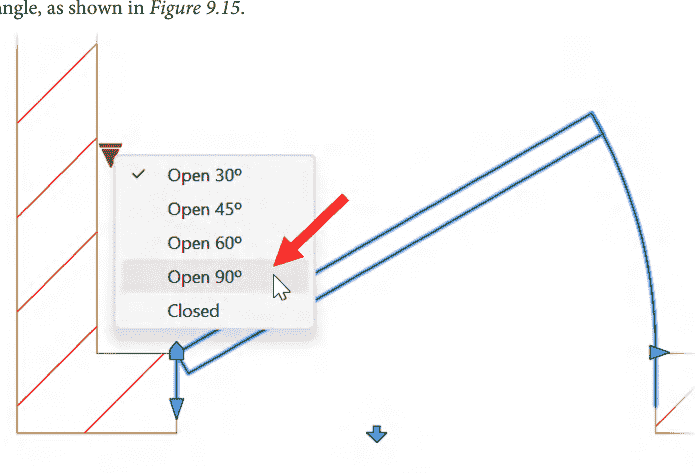 angle, as shown in Figure 9.15.
Open 30º
Open 45º
Open 60º
Open 90º
Closed